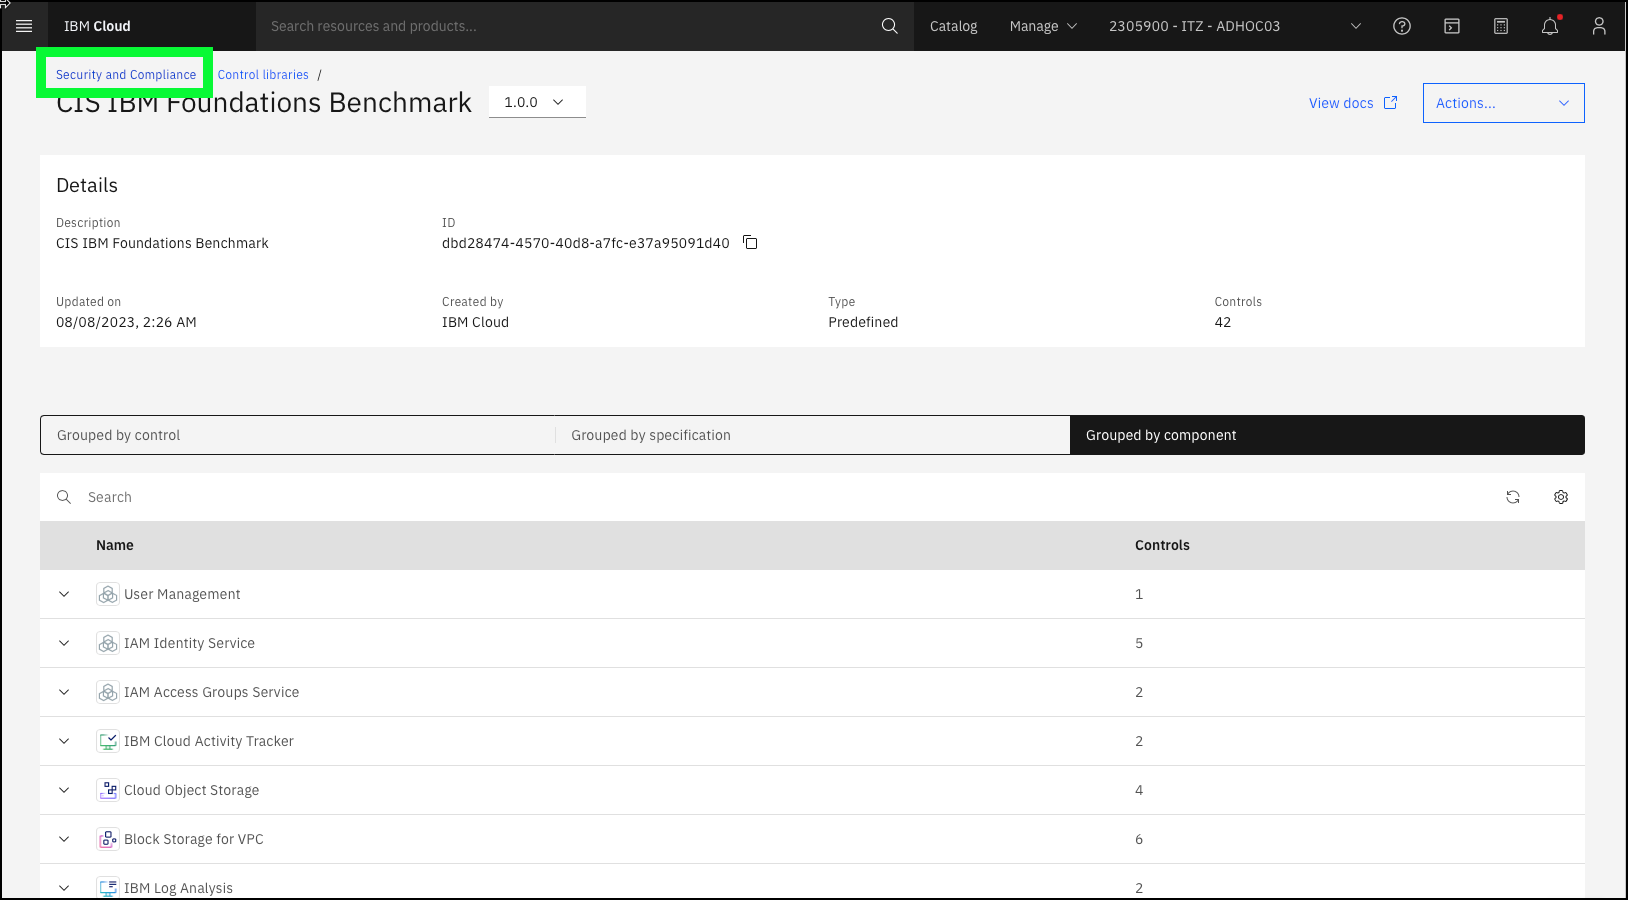 IBM Cloud
Search resources and products...
Catalog
Manage
2305900 - ITZ - ADHOC03
Security and Compliance
Control libraries /
CIS IBM Foundations Benchmark
1.0.0
View docs
Actions...
Details
Description
CIS IBM Foundations Benchmark
ID
dbd28474-4570-40d8-a7fc-e37a95091d40
Updated on
08/08/2023, 2:26 AM
Created by
IBM Cloud
Type
Predefined
Controls
42
Grouped by control
Grouped by specification
Grouped by component
Search
Name Controls
User Management 1
IAM Identity Service 5
IAM Access Groups Service 2
IBM Cloud Activity Tracker 2
Cloud Object Storage 4
Block Storage for VPC 6
IBM Log Analysis 2